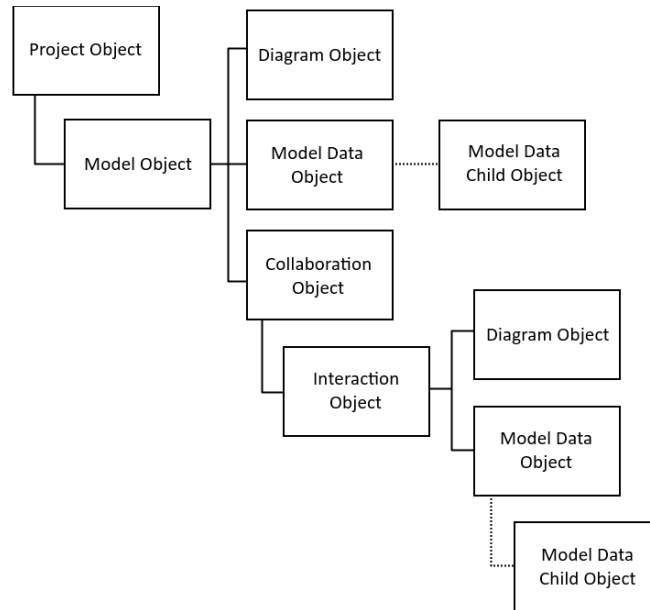 Project Object
Diagram Object
Model Object
Model Data
Object
Model Data
Child Object
Collaboration
Object
Interaction
Object
Diagram Object
Model Data
Object
Model Data
Child Object